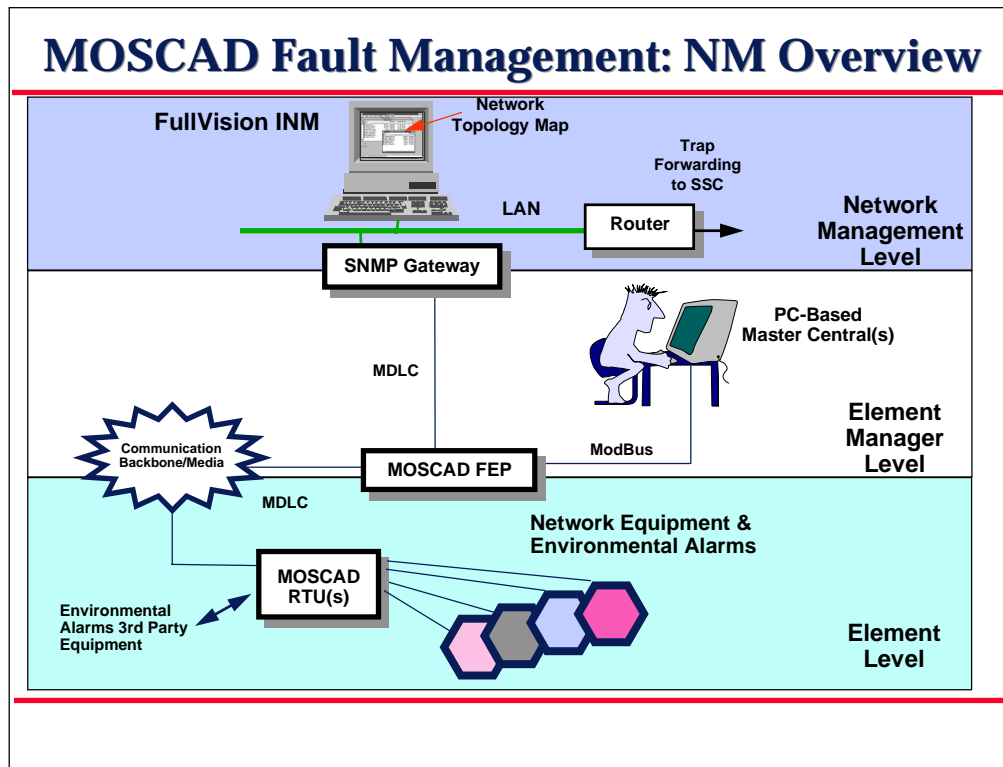 MOSCAD Fault Management: NM Overview
FullVision INM
Network
Topology Map
Trap
Forwarding
to SSC
LAN
Router
Network
Management
Level
SNMP Gateway
PC-Based
Master Central(s)
MDLC
Element
Manager
Level
Communication
Backbone/Media
ModBus
MOSCAD FEP
MDLC
Network Equipment &
Environmental Alarms
MOSCAD
RTU(s)
Environmental
Alarms 3rd Party
Equipment
Element
Level